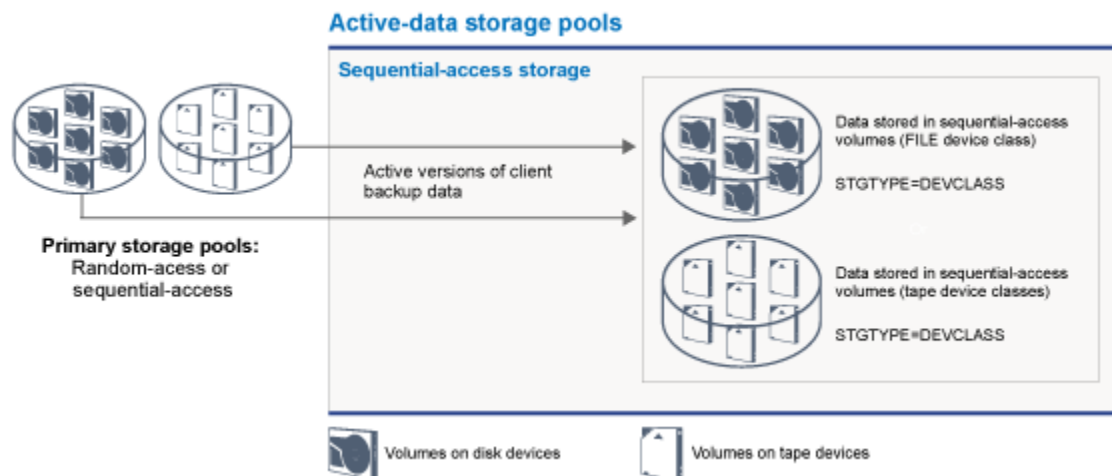 Active-data storage pools
Sequential-access storage
Data stored in sequential-access
volumes (FILE device class)
STGTYPE=DEVCLASS
Active versions of client
backup data
Primary storage pools:
Random-acess or
sequential-access
Data stored in sequential-access
volumes (tape device classes)
STGTYPE=DEVCLASS
Volumes on disk devices
Volumes on tape devices